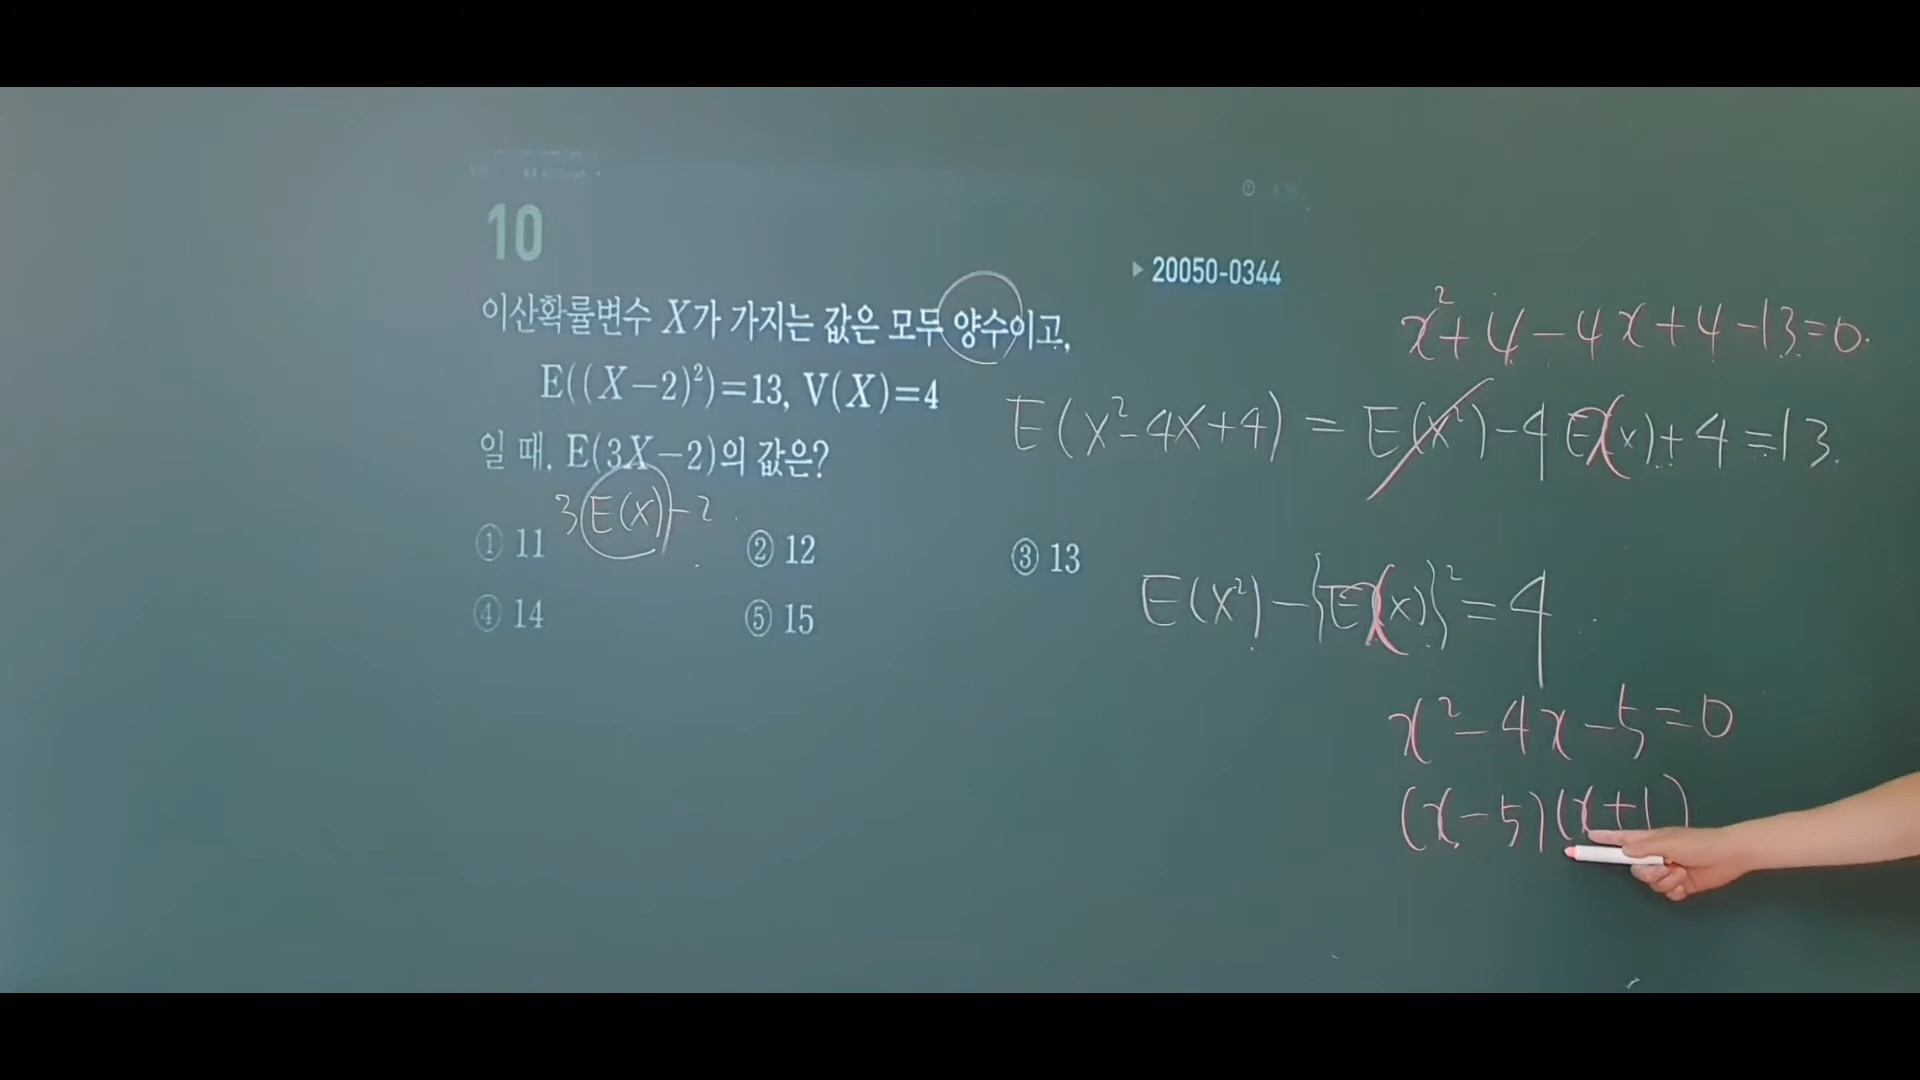 10
▶ 20050-0344
이산확률변수 X가 가지는 값은 모두 양수이고,
E((X-2)²)=13, V(X)=4
일 때, E(3X-2)의 값은?
3E(X)-2
① 11 ② 12 ③ 13
④ 14 ⑤ 15
x²+4-4x+4-13=0.
E(X²-4X+4) = E(X²)-4E(X)+4=13.
E(X²)-{E(X)}²=4
x²-4x-5=0
(x-5)(x+1)